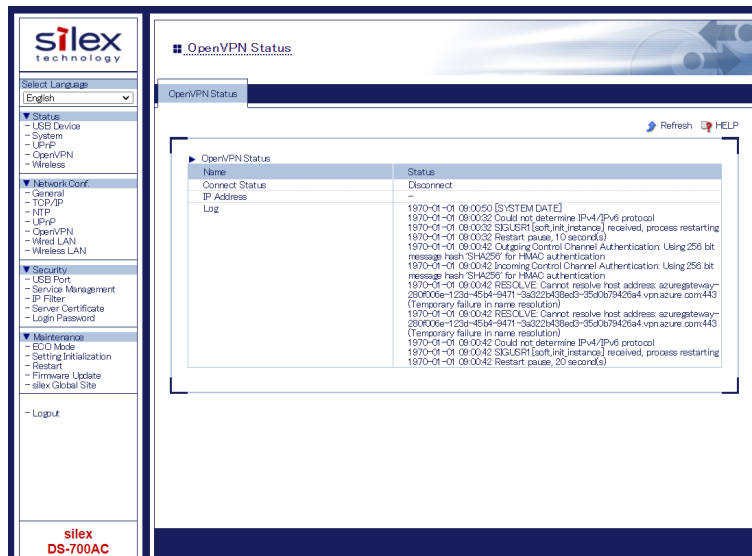 silex
technology
Select Language
English
▼ Status
- USB Device
- System
- UPnP
- OpenVPN
- Wireless
▼ Network Conf.
- General
- TCP/IP
- NTP
- UPnP
- OpenVPN
- Wired LAN
- Wireless LAN
▼ Security
- USB Port
- Service Management
- IP Filter
- Server Certificate
- Login Password
▼ Maintenance
- ECO Mode
- Setting Initialization
- Restart
- Firmware Update
- silex Global Site
- Logout
silex
DS-700AC
OpenVPN Status
OpenVPN Status
Refresh HELP
OpenVPN Status
Name Status
Connect Status Disconnect
IP Address -
Log 1970-01-01 09:00:50 [SYSTEM DATE]
1970-01-01 09:00:32 Could not determine IPv4/IPv6 protocol
1970-01-01 09:00:32 SIGUSR1[soft,init_instance] received, process restarting
1970-01-01 09:00:32 Restart pause, 10 second(s)
1970-01-01 09:00:42 Outgoing Control Channel Authentication: Using 256 bit
message hash 'SHA256' for HMAC authentication
1970-01-01 09:00:42 Incoming Control Channel Authentication: Using 256 bit
message hash 'SHA256' for HMAC authentication
1970-01-01 09:00:42 RESOLVE: Cannot resolve host address: azuregateway-
280f006e-123d-45b4-9471-3a322b438ed3-35d0b79426a4.vpn.azure.com:443
(Temporary failure in name resolution)
1970-01-01 09:00:42 RESOLVE: Cannot resolve host address: azuregateway-
280f006e-123d-45b4-9471-3a322b438ed3-35d0b79426a4.vpn.azure.com:443
(Temporary failure in name resolution)
1970-01-01 09:00:42 Could not determine IPv4/IPv6 protocol
1970-01-01 09:00:42 SIGUSR1[soft,init_instance] received, process restarting
1970-01-01 09:00:42 Restart pause, 20 second(s)